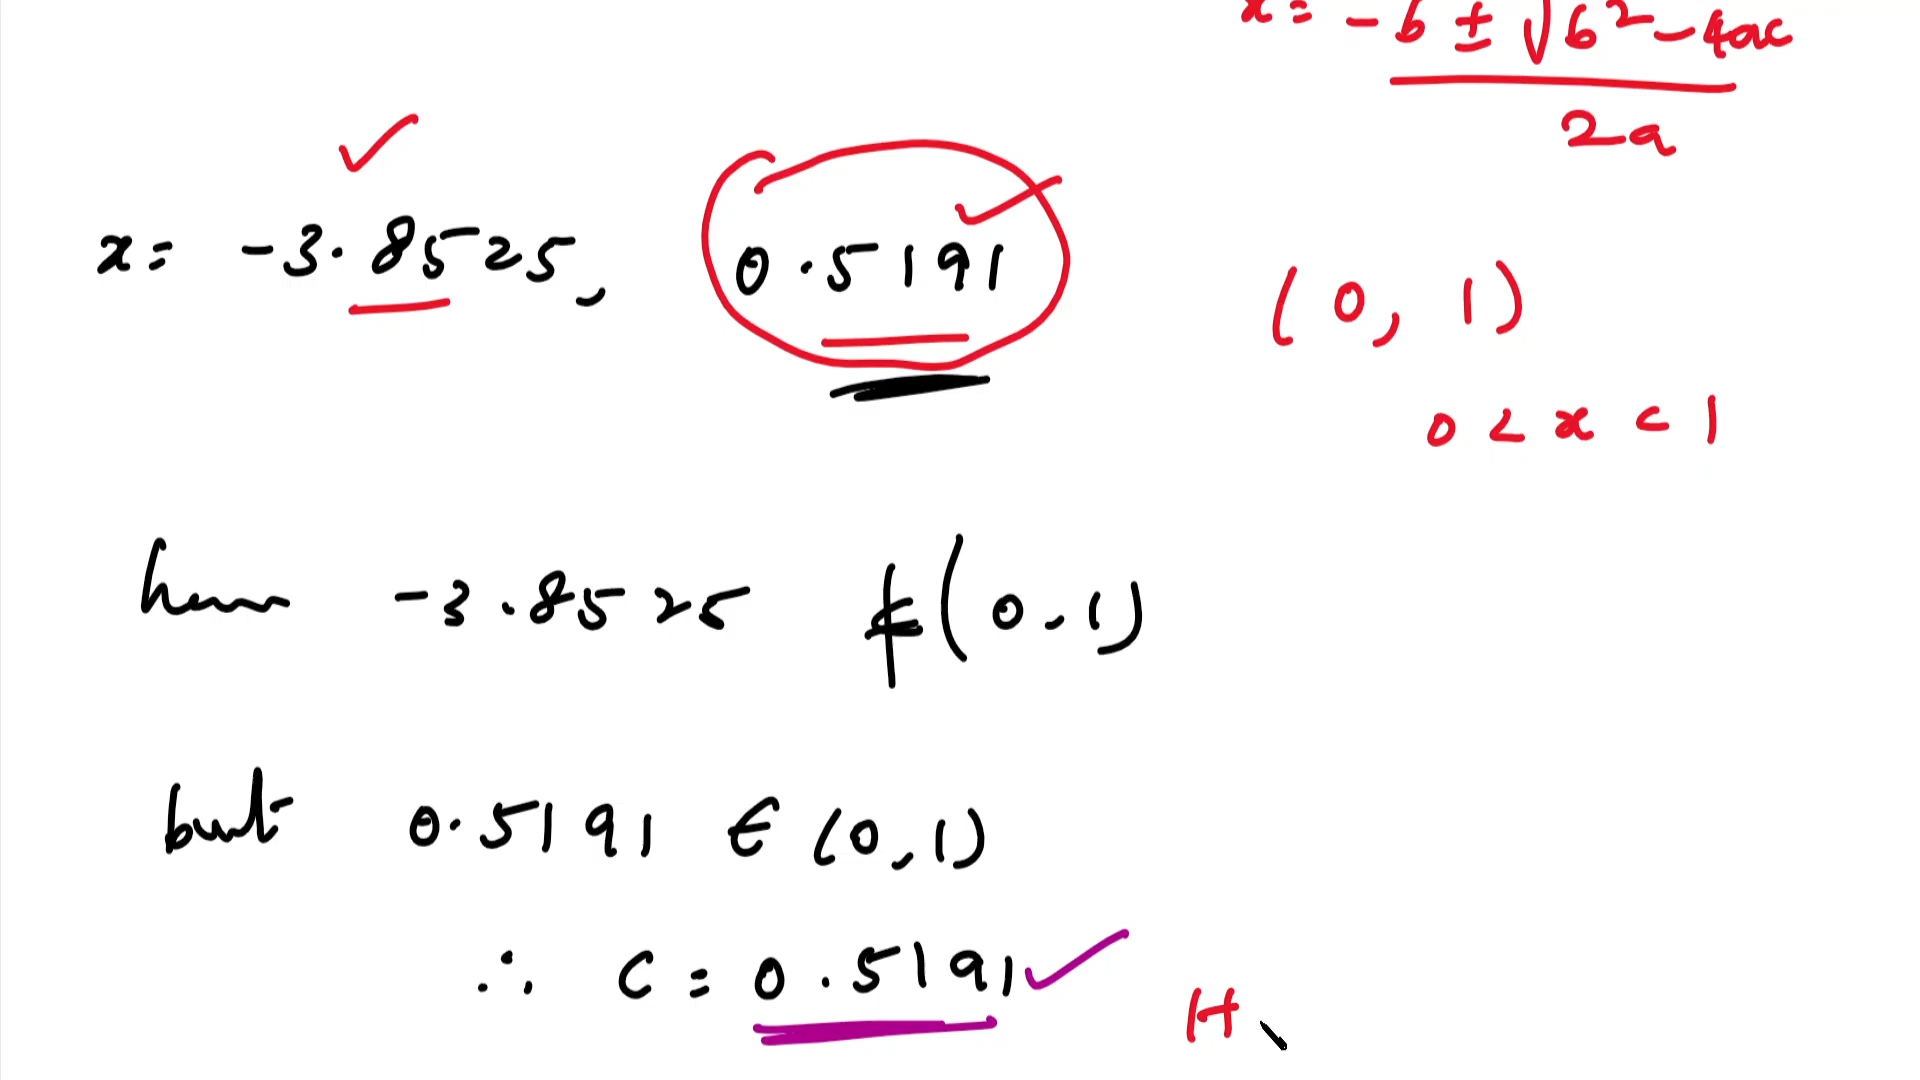 x = -b ± √b² - 4ac
2a
x = -3.8525, 0.5191
(0, 1)
0 < x < 1
here -3.8525 ∉ (0,1)
but 0.5191 ∈ (0,1)
∴ C = 0.5191
H